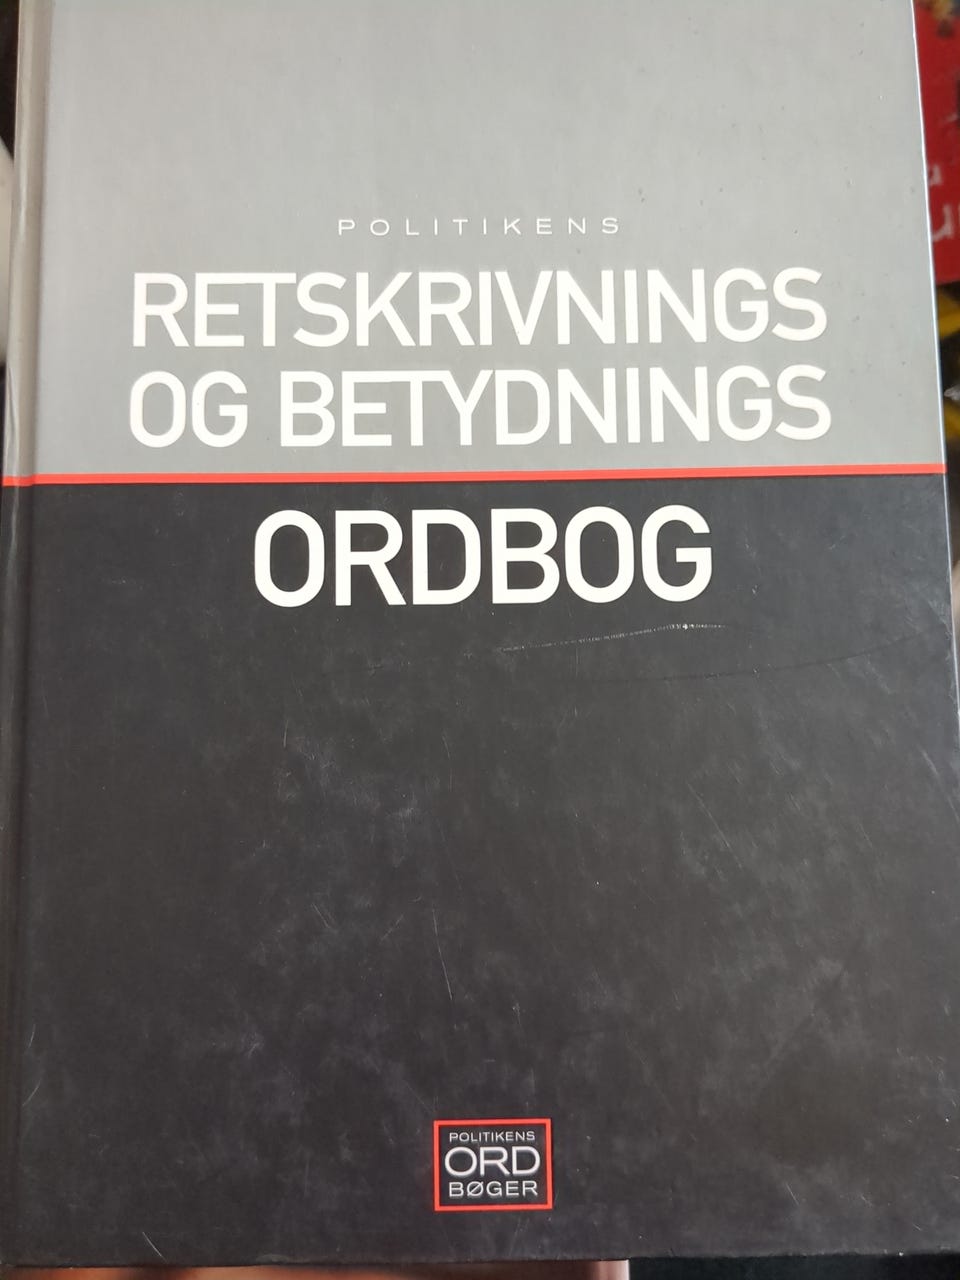 POLITIKENS
RETSKRIVNINGS
OG BETYDNINGS
ORDBOG
POLITIKENS
ORD
BØGER